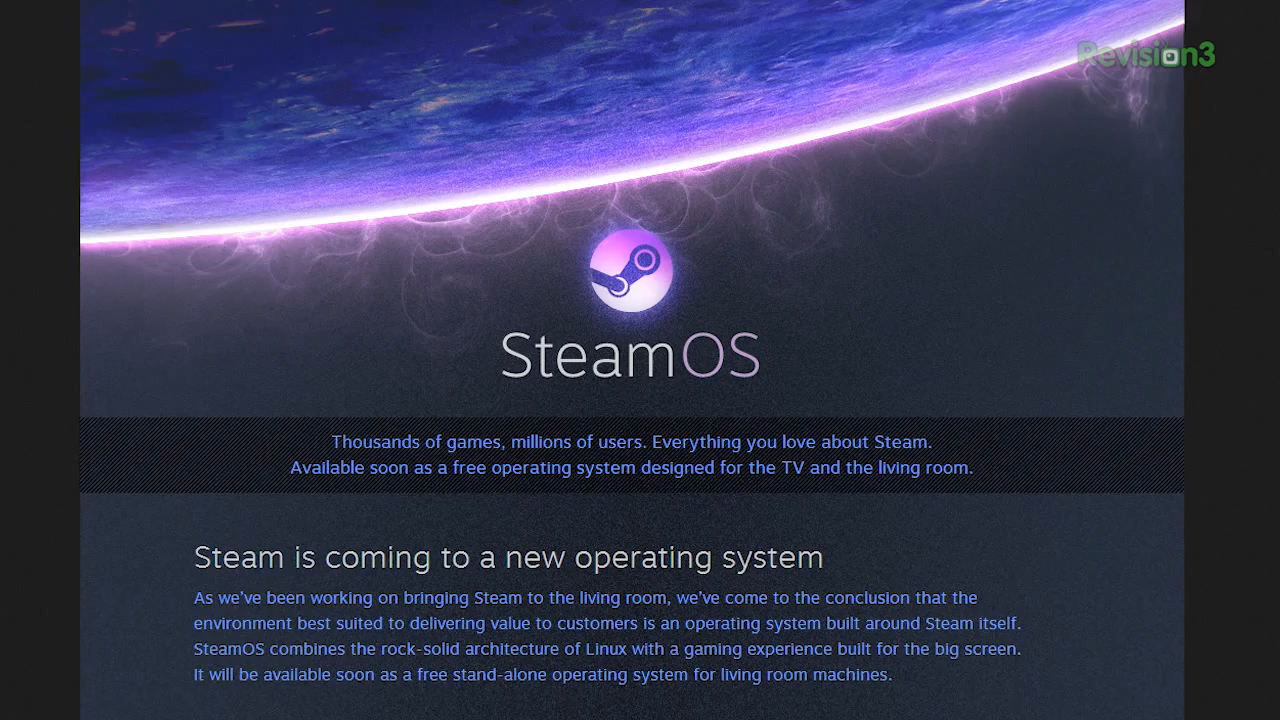 Revision3
SteamOS
Thousands of games, millions of users. Everything you love about Steam.
Available soon as a free operating system designed for the TV and the living room.
Steam is coming to a new operating system
As we've been working on bringing Steam to the living room, we've come to the conclusion that the
environment best suited to delivering value to customers is an operating system built around Steam itself.
SteamOS combines the rock-solid architecture of Linux with a gaming experience built for the big screen.
It will be available soon as a free stand-alone operating system for living room machines.